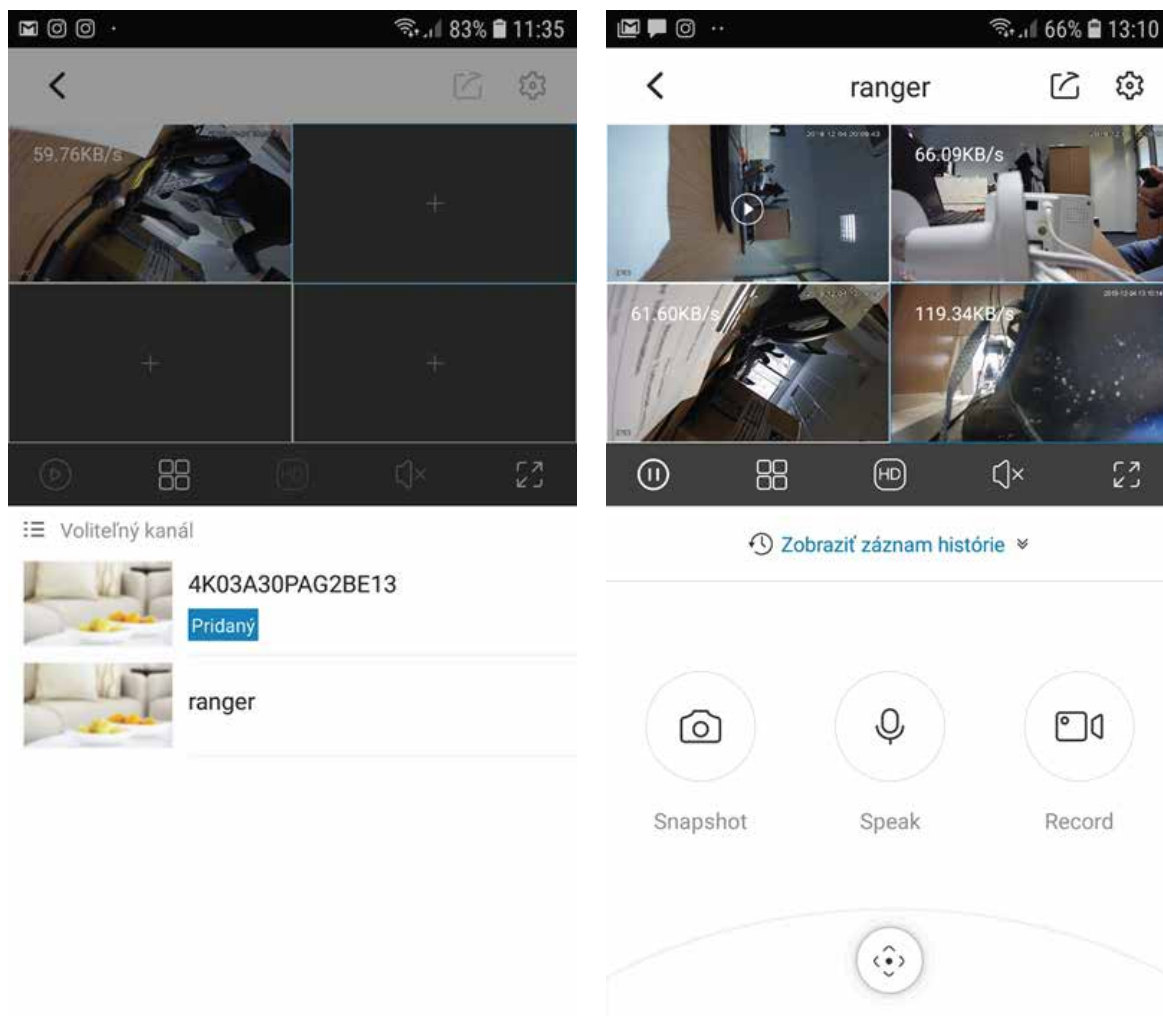 83% 11:35
59.76KB/s
Voliteľný kanál
4K03A30PAG2BE13
Pridaný
ranger
66% 13:10
ranger
66.09KB/s
61.60KB/s
119.34KB/s
HD
Zobraziť záznam histórie
Snapshot
Speak
Record